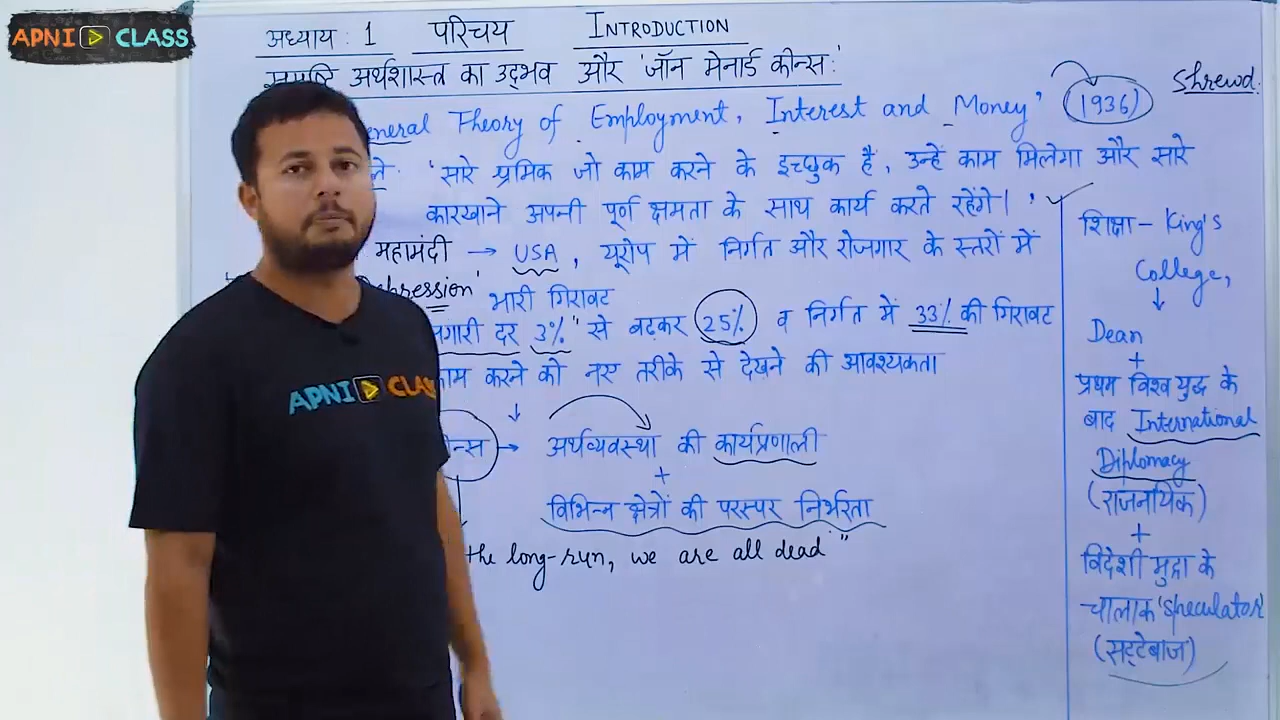 APNI CLASS
अध्याय : 1 परिचय INTRODUCTION
समष्टि अर्थशास्त्र का उद्भव और 'जॉन मेनार्ड कीन्स'
eneral Theory of Employment, Interest and Money' (1936)
Shrewd.
'सारे श्रमिक जो काम करने के इच्छुक हैं, उन्हें काम मिलेगा और सारे
कारखाने अपनी पूर्ण क्षमता के साथ कार्य करते रहेंगे।'
महामंदी → USA, यूरोप में निर्गत और रोजगार के स्तरों में
भारी गिरावट
जगारी दर 3%" से बढ़कर 25% व निर्गत में 33% की गिरावट
काम करने को नए तरीके से देखने की आवश्यकता
↓
न्स → अर्थव्यवस्था की कार्यप्रणाली
+
विभिन्न क्षेत्रों की परस्पर निर्भरता
the long-run, we are all dead"
शिक्षा - King's
College,
↓
Dean
+
प्रथम विश्व युद्ध के
बाद International
Diplomacy
(राजनयिक)
+
विदेशी मुद्रा के
चालाक 'Speculator'
(सट्टेबाज)
APNI CLAS